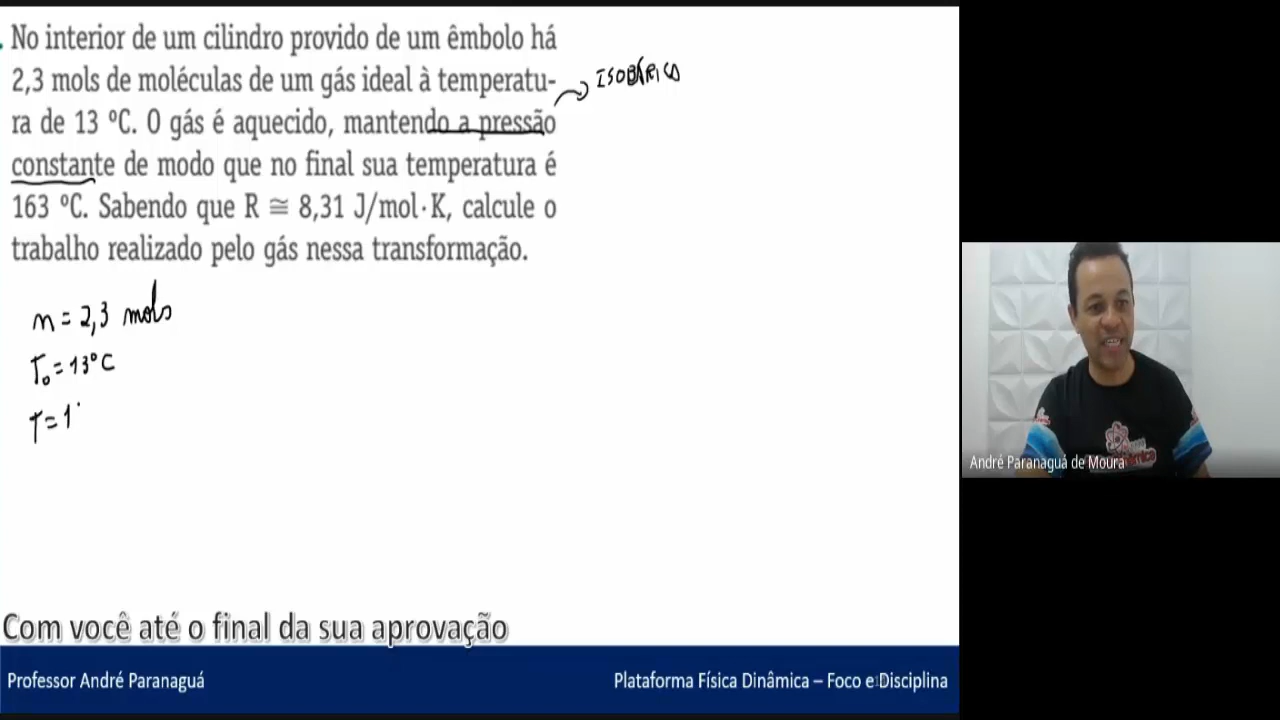 No interior de um cilindro provido de um êmbolo há
2,3 mols de moléculas de um gás ideal à temperatu-
ra de 13 ºC. O gás é aquecido, mantendo a pressão
constante de modo que no final sua temperatura é
163 ºC. Sabendo que R ≅ 8,31 J/mol·K, calcule o
trabalho realizado pelo gás nessa transformação.
ISOBÁRICO
n = 2,3 mols
T₀ = 13°C
T = 1
André Paranaguá de Moura
Com você até o final da sua aprovação
Professor André Paranaguá
Plataforma Física Dinâmica – Foco e Disciplina